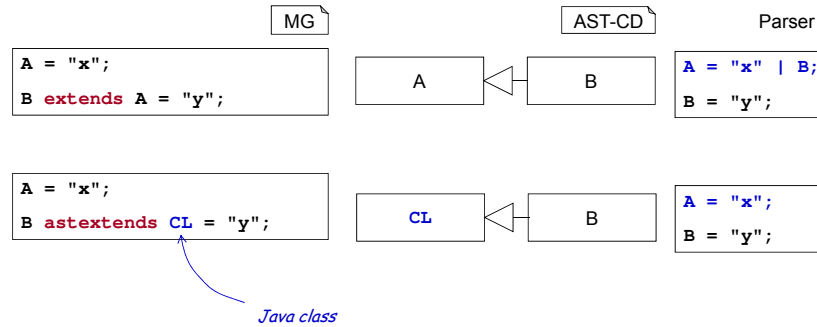 MG
AST-CD
Parser
A = "x";
B extends A = "y";
A
B
A = "x" | B;
B = "y";
A = "x";
B astextends CL = "y";
CL
B
A = "x";
B = "y";
Java class